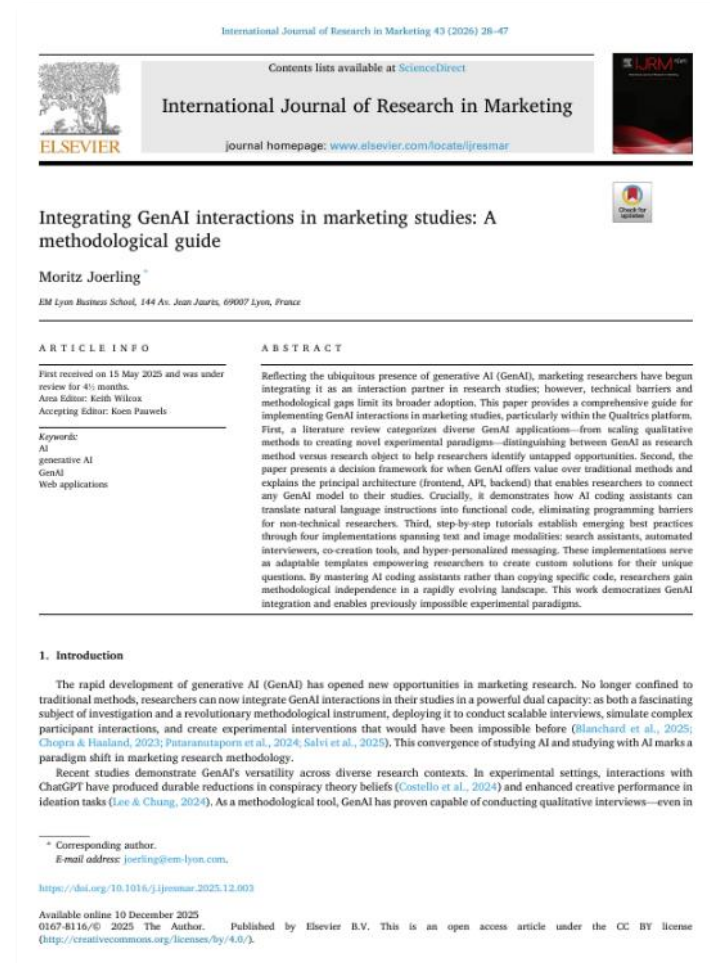 International Journal of Research in Marketing 43 (2026) 28–47
Contents lists available at ScienceDirect
International Journal of Research in Marketing
journal homepage: www.elsevier.com/locate/ijresmar
ELSEVIER
IJRM
Check for
updates
Integrating GenAI interactions in marketing studies: A
methodological guide
Moritz Joerling *
EM Lyon Business School, 144 Av. Jean Jaurès, 69007 Lyon, France
ARTICLE INFO
First received on 15 May 2025 and was under
review for 4½ months.
Area Editor: Keith Wilcox
Accepting Editor: Koen Pauwels
Keywords:
AI
generative AI
GenAI
Web applications
ABSTRACT
Reflecting the ubiquitous presence of generative AI (GenAI), marketing researchers have begun
integrating it as an interaction partner in research studies; however, technical barriers and
methodological gaps limit its broader adoption. This paper provides a comprehensive guide for
implementing GenAI interactions in marketing studies, particularly within the Qualtrics platform.
First, a literature review categorizes diverse GenAI applications—from scaling qualitative
methods to creating novel experimental paradigms—distinguishing between GenAI as research
method versus research object to help researchers identify untapped opportunities. Second, the
paper presents a decision framework for when GenAI offers value over traditional methods and
explains the principal architecture (frontend, API, backend) that enables researchers to connect
any GenAI model to their studies. Crucially, it demonstrates how AI coding assistants can
translate natural language instructions into functional code, eliminating programming barriers
for non-technical researchers. Third, step-by-step tutorials establish emerging best practices
through four implementations spanning text and image modalities: search assistants, automated
interviewers, co-creation tools, and hyper-personalized messaging. These implementations serve
as adaptable templates empowering researchers to create custom solutions for their unique
questions. By mastering AI coding assistants rather than copying specific code, researchers gain
methodological independence in a rapidly evolving landscape. This work democratizes GenAI
integration and enables previously impossible experimental paradigms.
1. Introduction
The rapid development of generative AI (GenAI) has opened new opportunities in marketing research. No longer confined to
traditional methods, researchers can now integrate GenAI interactions in their studies in a powerful dual capacity: as both a fascinating
subject of investigation and a revolutionary methodological instrument, deploying it to conduct scalable interviews, simulate complex
participant interactions, and create experimental interventions that would have been impossible before (Blanchard et al., 2025;
Chopra & Haaland, 2023; Pataranutaporn et al., 2024; Salvi et al., 2025). This convergence of studying AI and studying with AI marks a
paradigm shift in marketing research methodology.
Recent studies demonstrate GenAI's versatility across diverse research contexts. In experimental settings, interactions with
ChatGPT have produced durable reductions in conspiracy theory beliefs (Costello et al., 2024) and enhanced creative performance in
ideation tasks (Lee & Chung, 2024). As a methodological tool, GenAI has proven capable of conducting qualitative interviews—even in
* Corresponding author.
E-mail address: joerling@em-lyon.com.
https://doi.org/10.1016/j.ijresmar.2025.12.003
Available online 10 December 2025
0167-8116/© 2025 The Author. Published by Elsevier B.V. This is an open access article under the CC BY license
(http://creativecommons.org/licenses/by/4.0/).